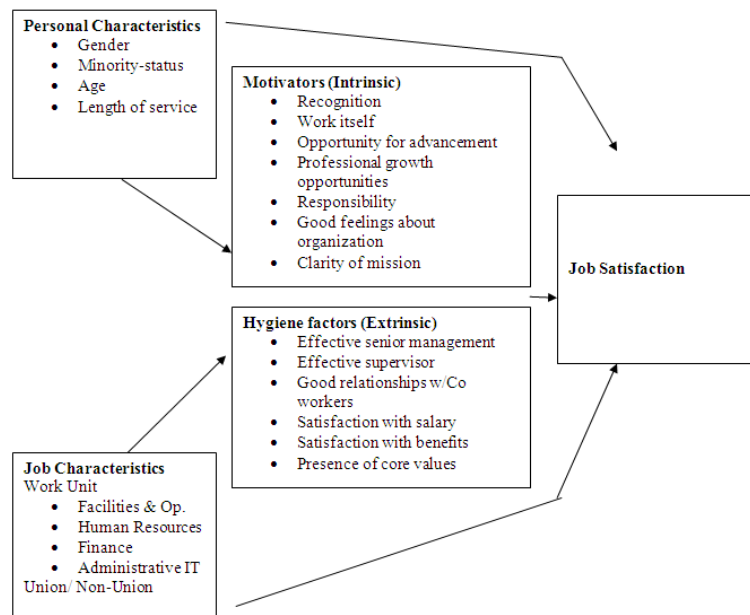 Personal Characteristics
• Gender
• Minority-status
• Age
• Length of service
Motivators (Intrinsic)
• Recognition
• Work itself
• Opportunity for advancement
• Professional growth
opportunities
• Responsibility
• Good feelings about
organization
• Clarity of mission
Job Satisfaction
Hygiene factors (Extrinsic)
• Effective senior management
• Effective supervisor
• Good relationships w/Co
workers
• Satisfaction with salary
• Satisfaction with benefits
• Presence of core values
Job Characteristics
Work Unit
• Facilities & Op.
• Human Resources
• Finance
• Administrative IT
Union/ Non-Union